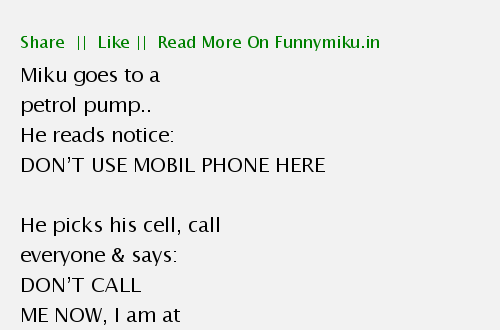 Share || Like || Read More On Funnymiku.in
Miku goes to a
petrol pump..
He reads notice:
DON’T USE MOBIL PHONE HERE
He picks his cell, call
everyone & says:
DON’T CALL
ME NOW, I am at